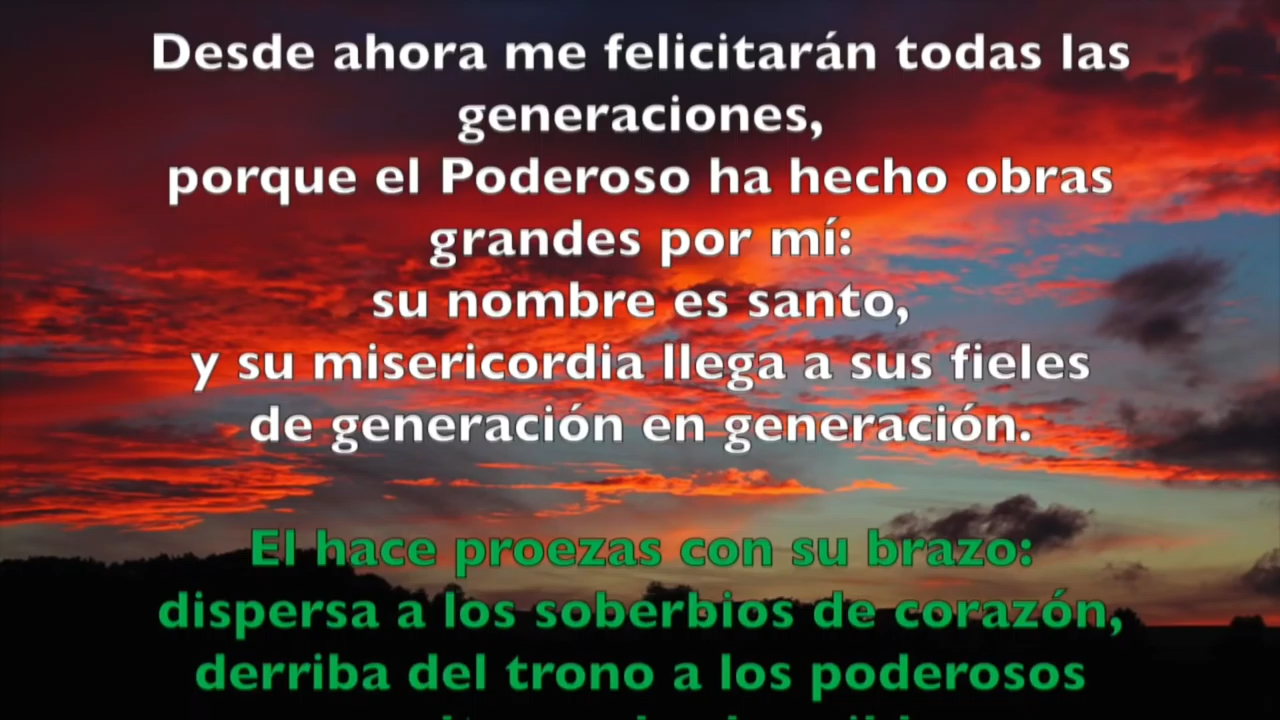 Desde ahora me felicitarán todas las
generaciones,
porque el Poderoso ha hecho obras
grandes por mí:
su nombre es santo,
y su misericordia llega a sus fieles
de generación en generación.
El hace proezas con su brazo:
dispersa a los soberbios de corazón,
derriba del trono a los poderosos